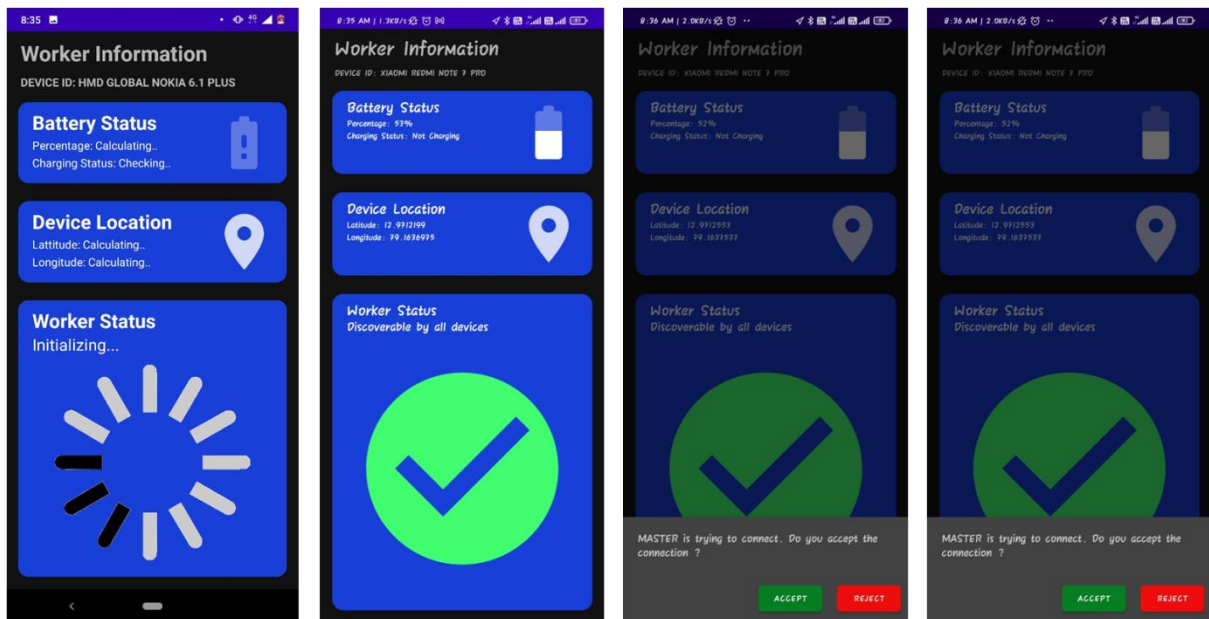 8:35
Worker Information
DEVICE ID: HMD GLOBAL NOKIA 6.1 PLUS
Battery Status
Percentage: Calculating..
Charging Status: Checking..
Device Location
Lattitude: Calculating..
Longitude: Calculating..
Worker Status
Initializing...
8:35 AM | 1.3KB/s
Worker Information
DEVICE ID: XIAOMI REDMI NOTE 7 PRO
Battery Status
Percentage: 53%
Charging Status: Not Charging
Device Location
Latitude: 12.9712199
Longitude: 79.1636975
Worker Status
Discoverable by all devices
8:36 AM | 2.0KB/s
Worker Information
DEVICE ID: XIAOMI REDMI NOTE 7 PRO
Battery Status
Percentage: 52%
Charging Status: Not Charging
Device Location
Latitude: 12.9712553
Longitude: 79.1637537
Worker Status
Discoverable by all devices
MASTER is trying to connect. Do you accept the
connection ?
ACCEPT REJECT
8:36 AM | 2.0KB/s
Worker Information
DEVICE ID: XIAOMI REDMI NOTE 7 PRO
Battery Status
Percentage: 52%
Charging Status: Not Charging
Device Location
Latitude: 12.9712553
Longitude: 79.1637537
Worker Status
Discoverable by all devices
MASTER is trying to connect. Do you accept the
connection ?
ACCEPT REJECT